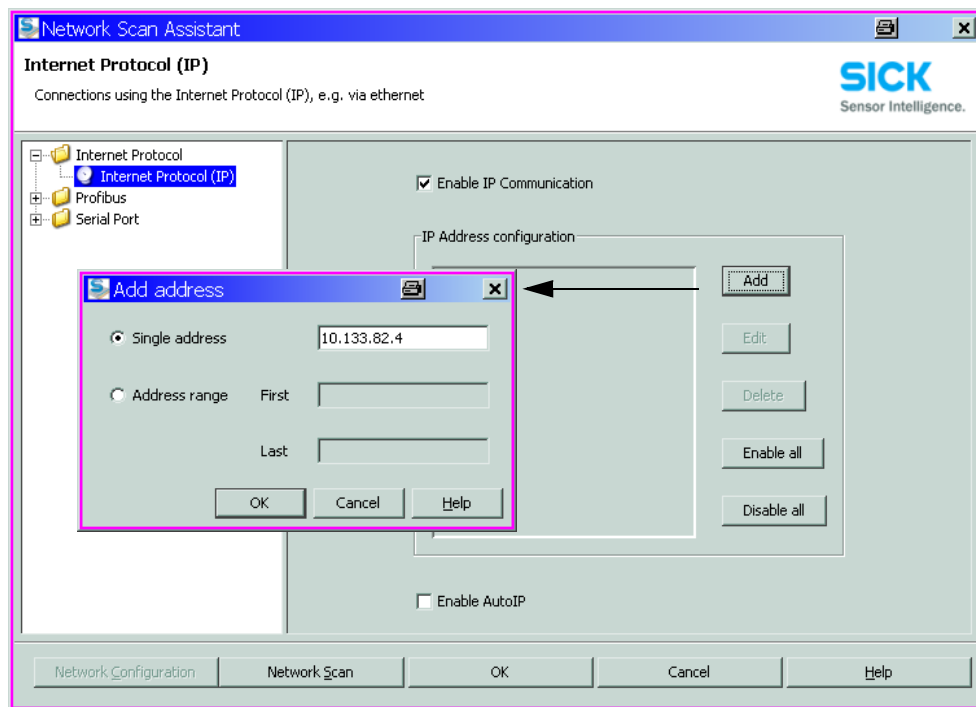 Network Scan Assistant
Internet Protocol (IP)
Connections using the Internet Protocol (IP), e.g. via ethernet
SICK
Sensor Intelligence.
Internet Protocol
Internet Protocol (IP)
Profibus
Serial Port
Enable IP Communication
IP Address configuration
Add
Edit
Delete
Enable all
Disable all
Add address
Single address 10.133.82.4
Address range First
Last
OK Cancel Help
Enable AutoIP
Network Configuration Network Scan OK Cancel Help